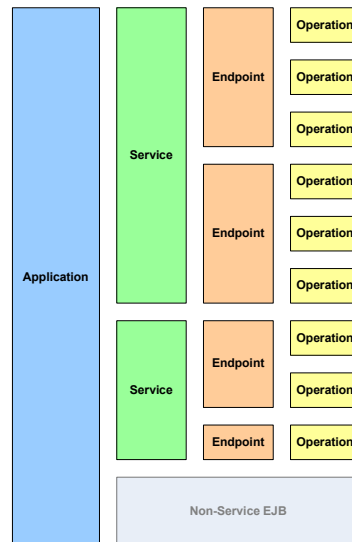 Application
Service
Endpoint
Operation
Operation
Operation
Endpoint
Operation
Operation
Operation
Service
Endpoint
Operation
Operation
Endpoint
Operation
Non-Service EJB